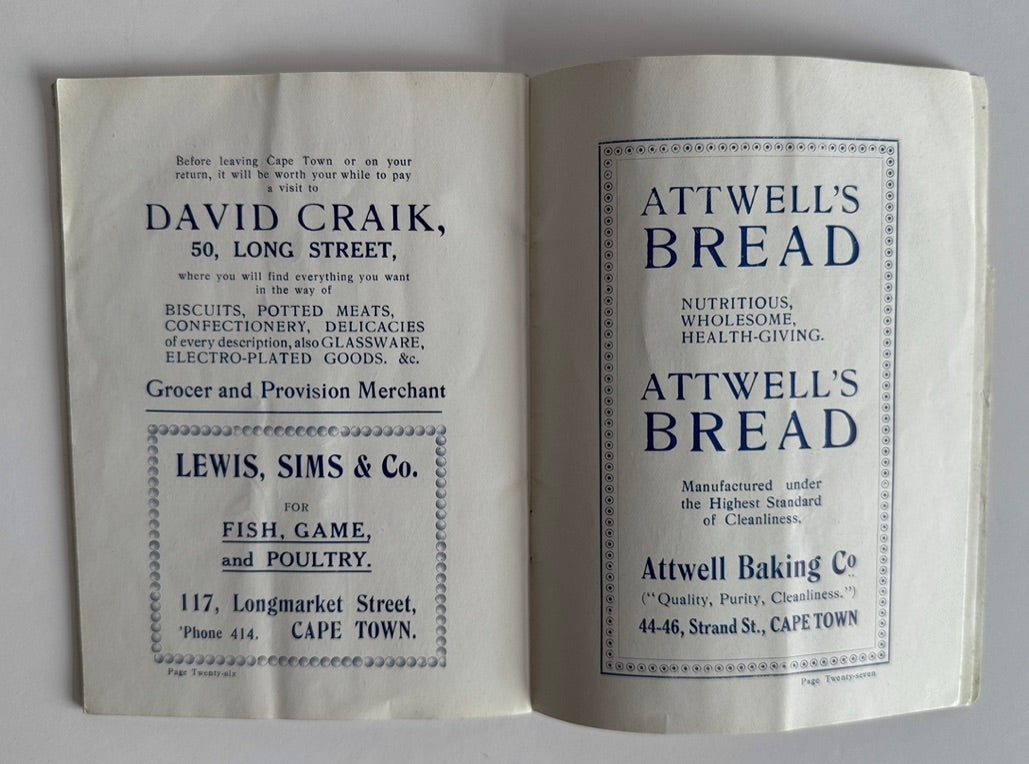 Before leaving Cape Town or on your
return, it will be worth your while to pay
a visit to
DAVID CRAIK,
50, LONG STREET,
where you will find everything you want
in the way of
BISCUITS, POTTED MEATS,
CONFECTIONERY, DELICACIES
of every description, also GLASSWARE,
ELECTRO-PLATED GOODS. &c.
Grocer and Provision Merchant
LEWIS, SIMS & Co.
FOR
FISH, GAME,
and POULTRY.
117, Longmarket Street,
'Phone 414. CAPE TOWN.
Page Twenty-six
ATTWELL'S
BREAD
NUTRITIOUS,
WHOLESOME,
HEALTH-GIVING.
ATTWELL'S
BREAD
Manufactured under
the Highest Standard
of Cleanliness.
Attwell Baking Co.
("Quality, Purity, Cleanliness.")
44-46, Strand St., CAPE TOWN
Page Twenty-seven